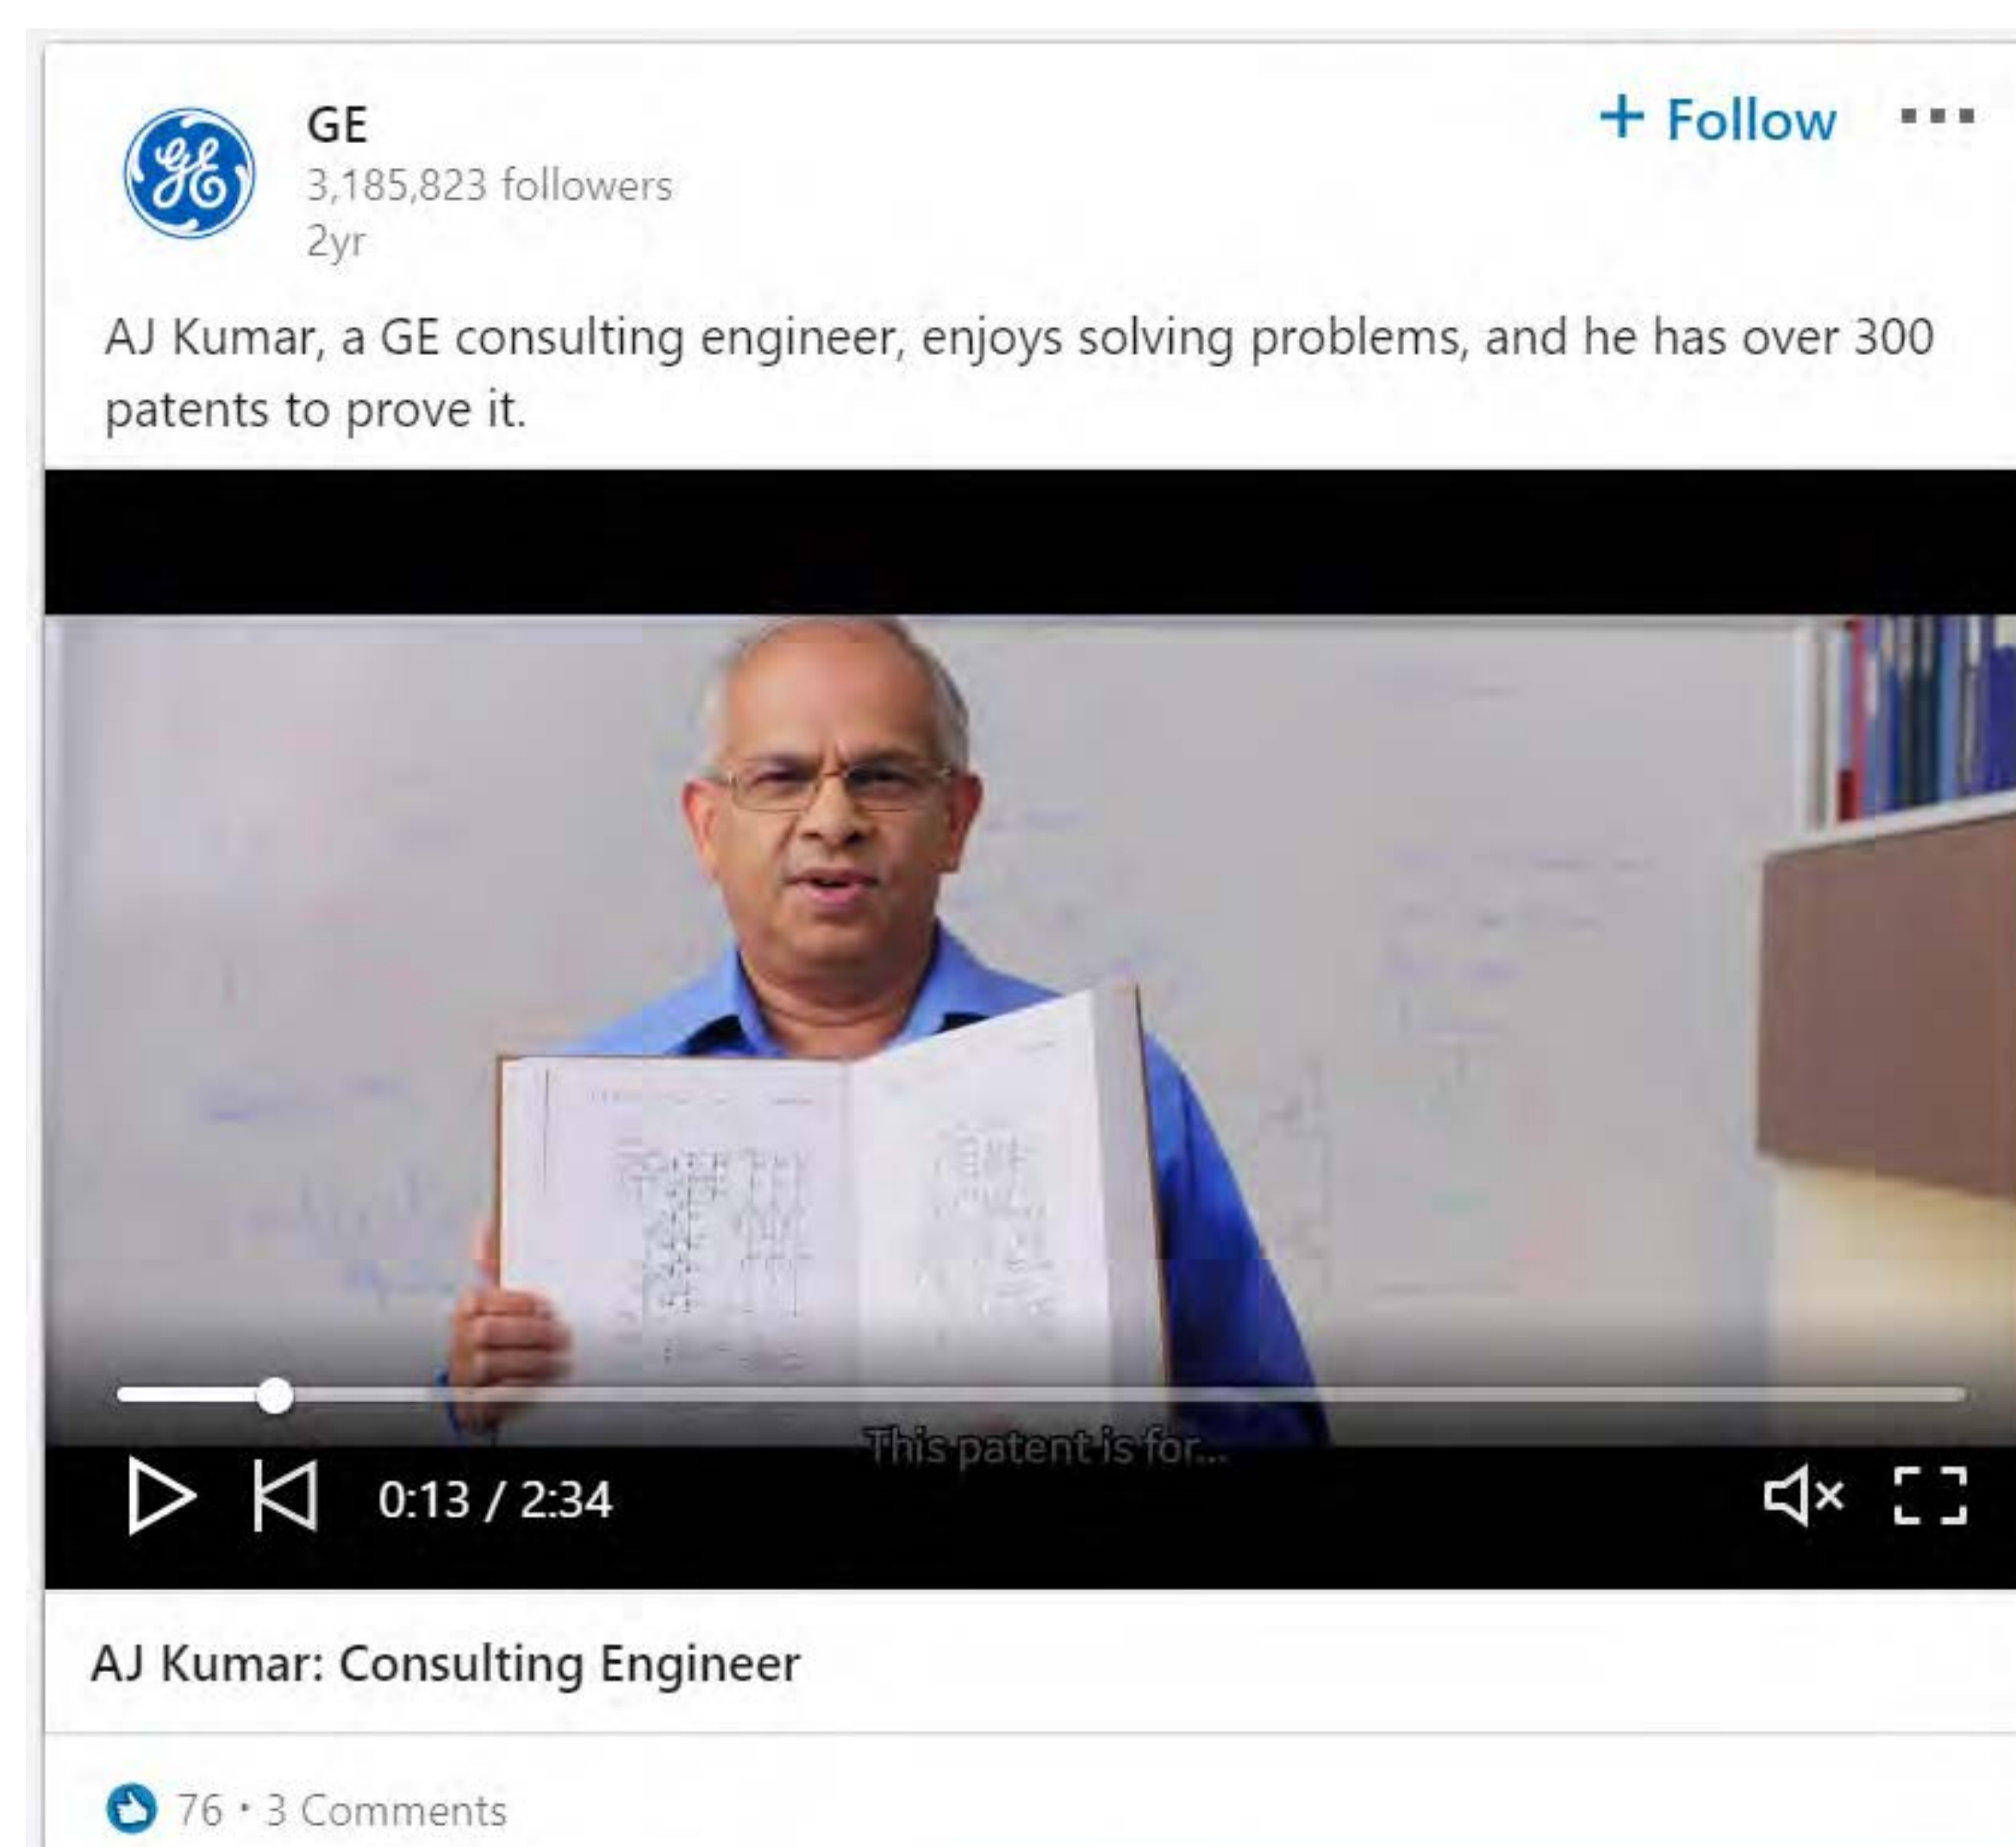 GE
GE
+ Follow
3,185,823 followers
2yr
AJ Kumar, a GE consulting engineer, enjoys solving problems, and he has over 300
patents to prove it.
This patent is for...
0:13 / 2:34
AJ Kumar: Consulting Engineer
76 • 3 Comments